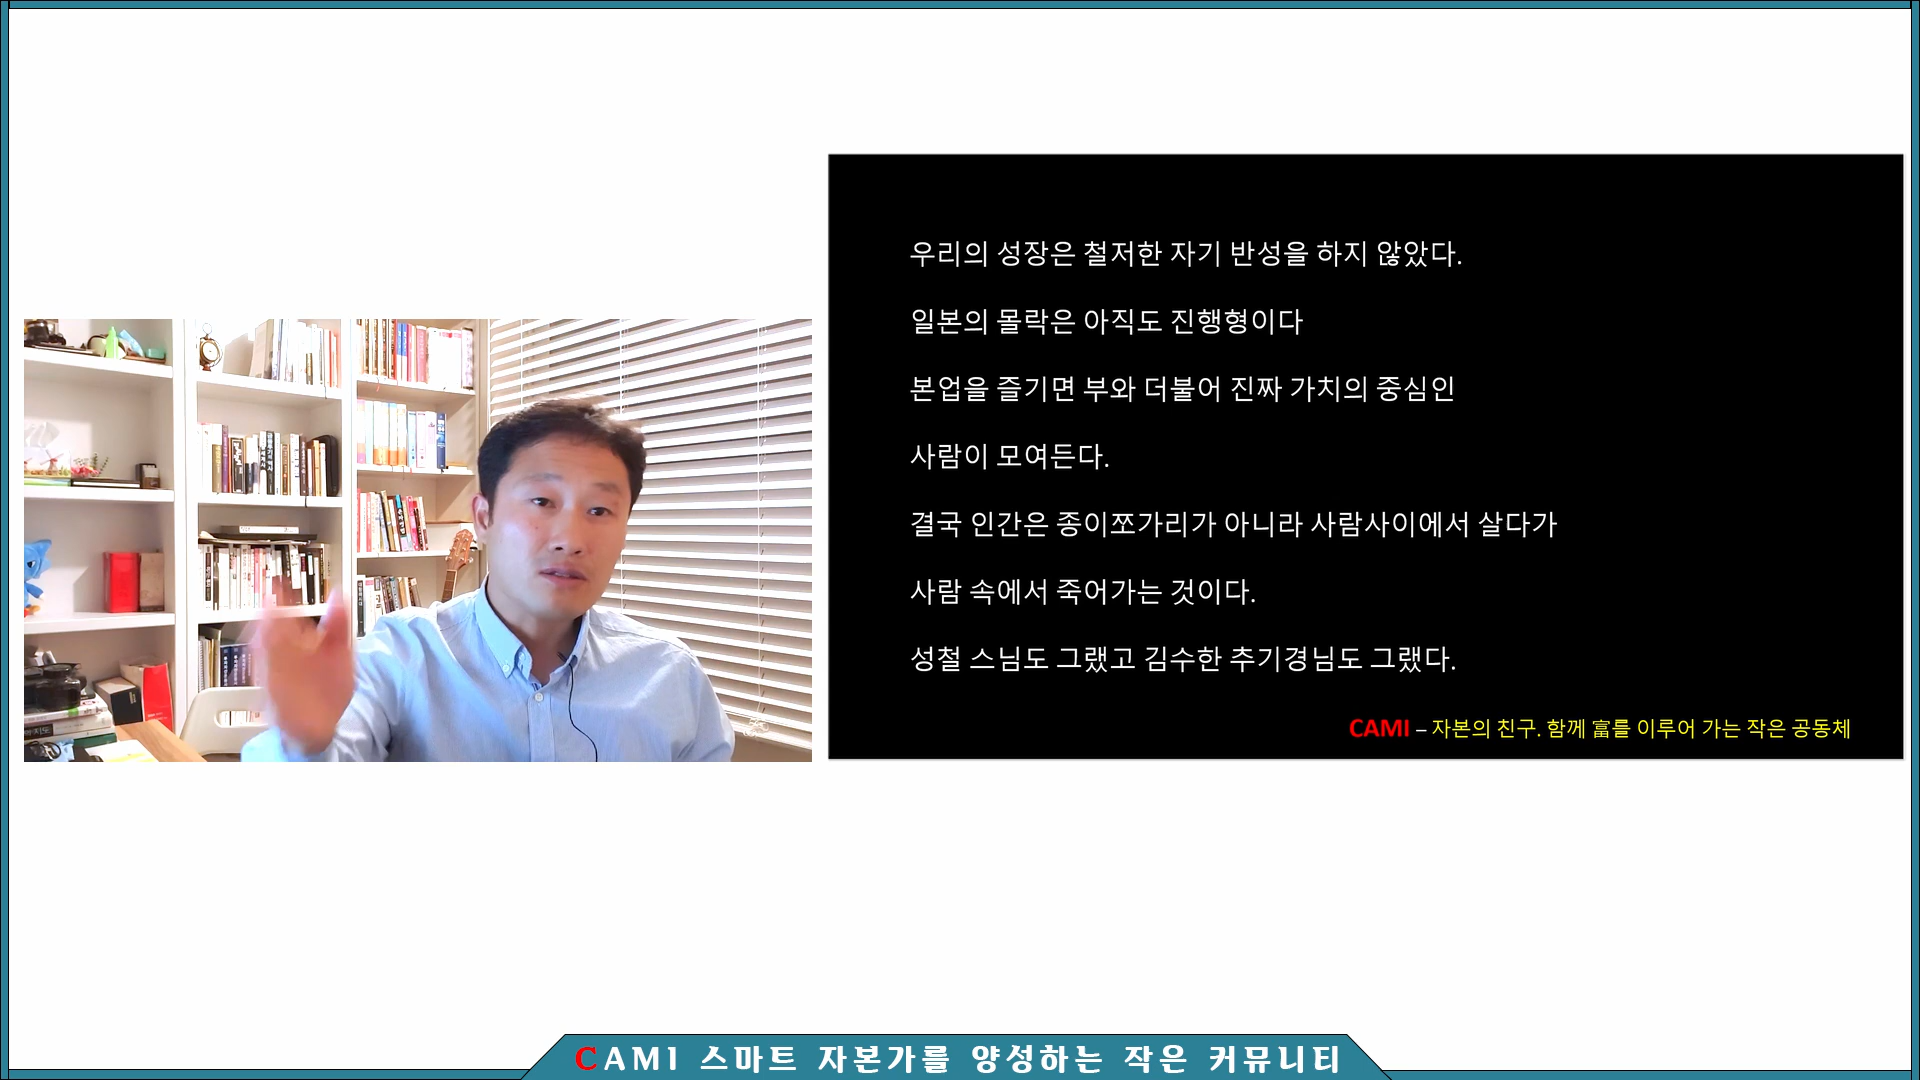 우리의 성장은 철저한 자기 반성을 하지 않았다.
일본의 몰락은 아직도 진행형이다
본업을 즐기면 부와 더불어 진짜 가치의 중심인
사람이 모여든다.
결국 인간은 종이쪼가리가 아니라 사람사이에서 살다가
사람 속에서 죽어가는 것이다.
성철 스님도 그랬고 김수한 추기경님도 그랬다.
CAMI – 자본의 친구. 함께 富를 이루어 가는 작은 공동체
CAMI 스마트 자본가를 양성하는 작은 커뮤니티